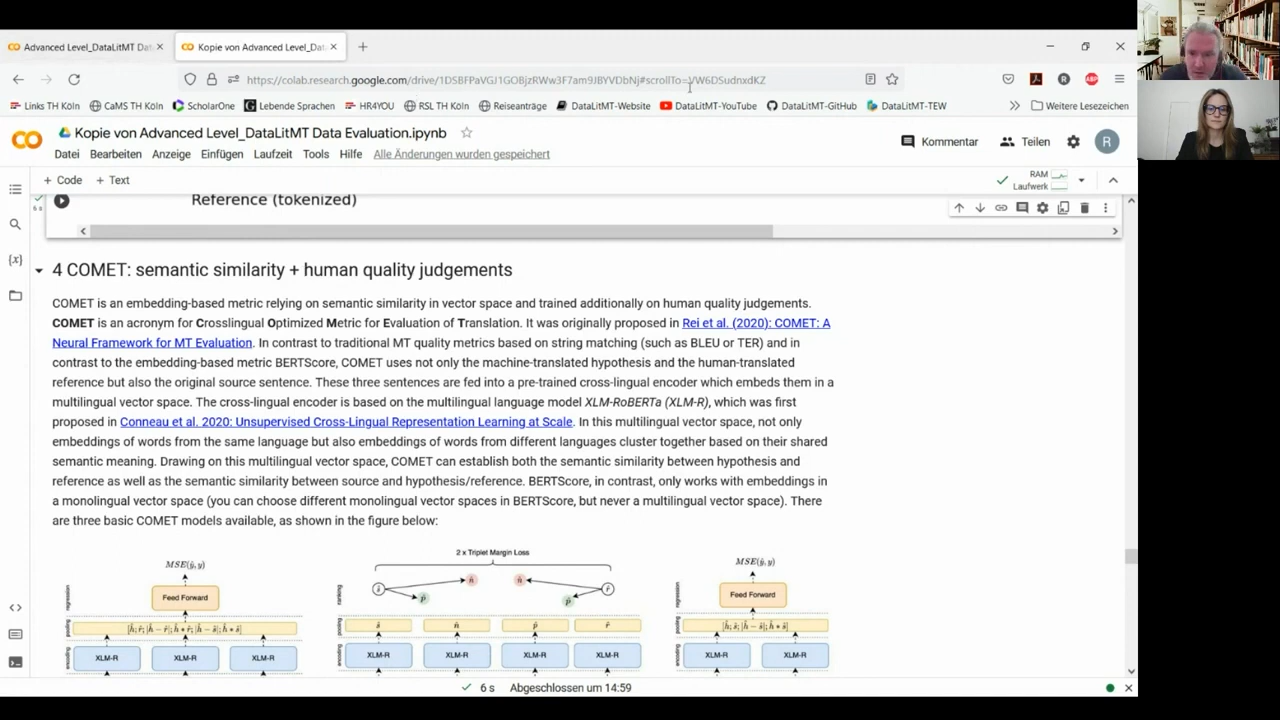 Advanced Level_DataLitMT Dat
Kopie von Advanced Level_Dat
https://colab.research.google.com/drive/1DSBFPaVGJ1GOBjzRWw3F7am9JBYVDbNj#scrollTo=VW6DSudnxdKZ
Links TH Köln
CaMS TH Köln
ScholarOne
Lebende Sprachen
HR4YOU
RSL TH Köln
Reiseanträge
DataLitMT-Website
DataLitMT-YouTube
DataLitMT-GitHub
DataLitMT-TEW
Weitere Lesezeichen
Kopie von Advanced Level_DataLitMT Data Evaluation.ipynb
Datei Bearbeiten Anzeige Einfügen Laufzeit Tools Hilfe Alle Änderungen wurden gespeichert
Kommentar
Teilen
R
+ Code + Text
RAM
Laufwerk
6 s
Reference (tokenized)
4 COMET: semantic similarity + human quality judgements
COMET is an embedding-based metric relying on semantic similarity in vector space and trained additionally on human quality judgements.
COMET is an acronym for Crosslingual Optimized Metric for Evaluation of Translation. It was originally proposed in Rei et al. (2020): COMET: A
Neural Framework for MT Evaluation. In contrast to traditional MT quality metrics based on string matching (such as BLEU or TER) and in
contrast to the embedding-based metric BERTScore, COMET uses not only the machine-translated hypothesis and the human-translated
reference but also the original source sentence. These three sentences are fed into a pre-trained cross-lingual encoder which embeds them in a
multilingual vector space. The cross-lingual encoder is based on the multilingual language model XLM-RoBERTa (XLM-R), which was first
proposed in Conneau et al. 2020: Unsupervised Cross-Lingual Representation Learning at Scale. In this multilingual vector space, not only
embeddings of words from the same language but also embeddings of words from different languages cluster together based on their shared
semantic meaning. Drawing on this multilingual vector space, COMET can establish both the semantic similarity between hypothesis and
reference as well as the semantic similarity between source and hypothesis/reference. BERTScore, in contrast, only works with embeddings in
a monolingual vector space (you can choose different monolingual vector spaces in BERTScore, but never a multilingual vector space). There
are three basic COMET models available, as shown in the figure below:
2 x Triplet Margin Loss
MSE(ŷ, y)
MSE(ŷ, y)
Feed Forward
Feed Forward
XLM-R XLM-R XLM-R
XLM-R XLM-R XLM-R XLM-R
XLM-R XLM-R
6 s Abgeschlossen um 14:59